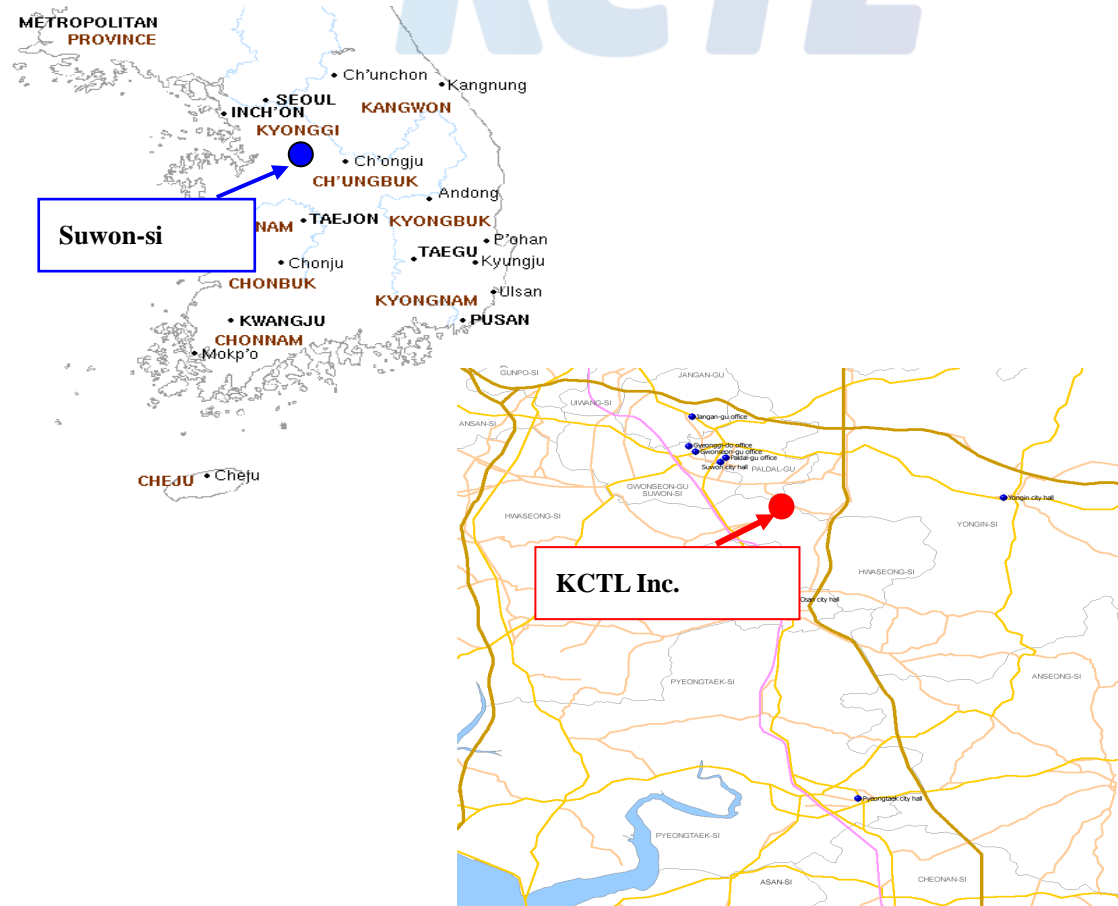 KCTL
METROPOLITAN
PROVINCE
Ch'unchon
Kangnung
SEOUL
INCH'ON
KANGWON
KYONGGI
Ch'ongju
CH'UNGBUK
Andong
Suwon-si
NAM
TAEJON
KYONGBUK
P'ohan
TAEGU
Kyungju
Chonju
CHONBUK
KYONGNAM
Ulsan
KWANGJU
PUSAN
CHONNAM
Mokp'o
CHEJU
Cheju
GUNPO-SI
JANGAN-GU
UIWANG-SI
Jangan-gu office
ANSAN-SI
Gyeonggi-do office
Gwonseon-gu office
Paldal-gu office
Suwon city hall
PALDAL-GU
GWONSEON-GU
SUWON-SI
Yongin city hall
HWASEONG-SI
YONGIN-SI
KCTL Inc.
HWASEONG-SI
Osan city hall
PYEONGTAEK-SI
ANSEONG-SI
Pyeongtaek city hall
PYEONGTAEK-SI
ASAN-SI
CHEONAN-SI